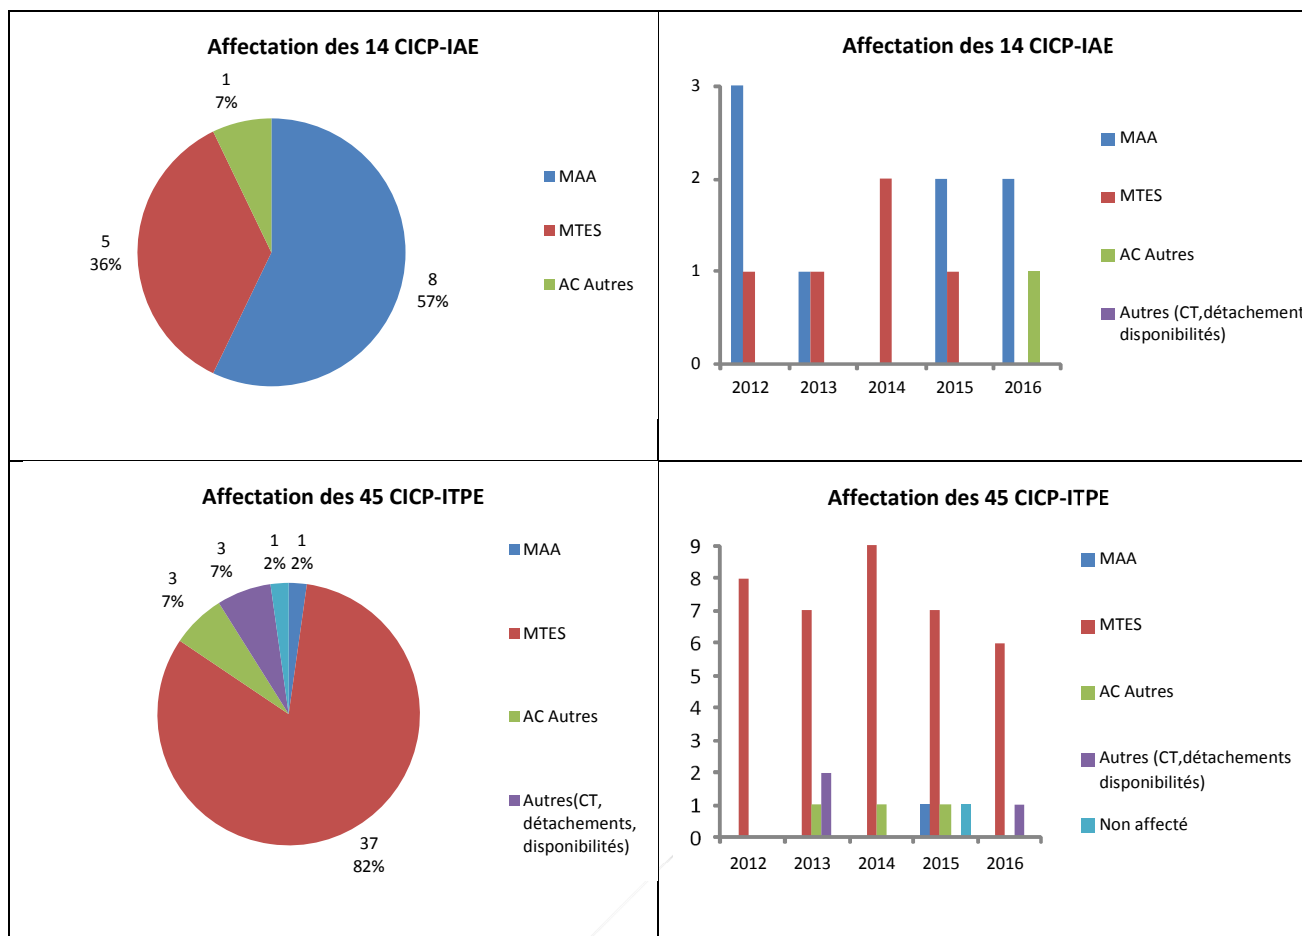 Affectation des 14 CICP-IAE
1
7%
5
36%
8
57%
MAA
MTES
AC Autres
Affectation des 14 CICP-IAE
3
2
1
0
2012
2013
2014
2015
2016
MAA
MTES
AC Autres
Autres (CT,détachement
disponibilités)
Affectation des 45 CICP-ITPE
1
2%
1
2%
3
7%
3
7%
37
82%
MAA
MTES
AC Autres
Autres(CT,
détachements,
disponibilités)
Affectation des 45 CICP-ITPE
9
8
7
6
5
4
3
2
1
0
2012
2013
2014
2015
2016
MAA
MTES
AC Autres
Autres (CT,détachements
disponibilités)
Non affecté